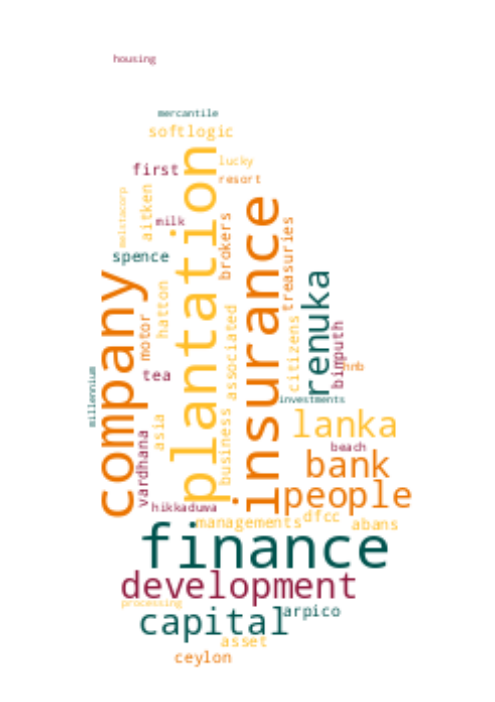 housing
mercantile
softlogic
first
lucky
resort
plantation
insurance
melstacorp
aitken
milk
brokers
treasuries
spence
company
renuka
hatton
motor
associated
citizens
bimputh
hnb
tea
millennium
investments
asia
business
lanka
vardhana
beach
bank
people
hikkaduwa
managements
dfcc
abans
finance
development
processing
capital
arpico
asset
ceylon